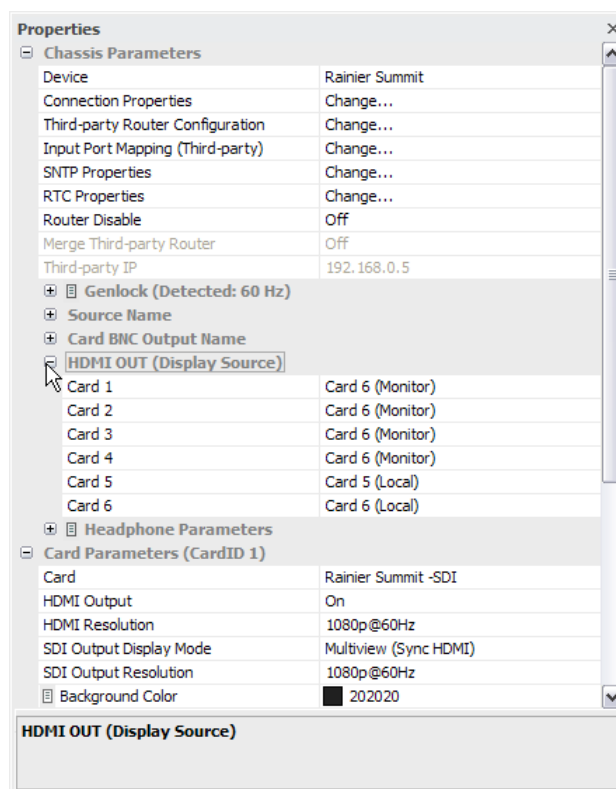 Properties
Chassis Parameters
Device Rainier Summit
Connection Properties Change...
Third-party Router Configuration Change...
Input Port Mapping (Third-party) Change...
SNTP Properties Change...
RTC Properties Change...
Router Disable Off
Merge Third-party Router Off
Third-party IP 192.168.0.5
Genlock (Detected: 60 Hz)
Source Name
Card BNC Output Name
HDMI OUT (Display Source)
Card 1 Card 6 (Monitor)
Card 2 Card 6 (Monitor)
Card 3 Card 6 (Monitor)
Card 4 Card 6 (Monitor)
Card 5 Card 5 (Local)
Card 6 Card 6 (Local)
Headphone Parameters
Card Parameters (CardID 1)
Card Rainier Summit -SDI
HDMI Output On
HDMI Resolution 1080p@60Hz
SDI Output Display Mode Multiview (Sync HDMI)
SDI Output Resolution 1080p@60Hz
Background Color 202020
HDMI OUT (Display Source)